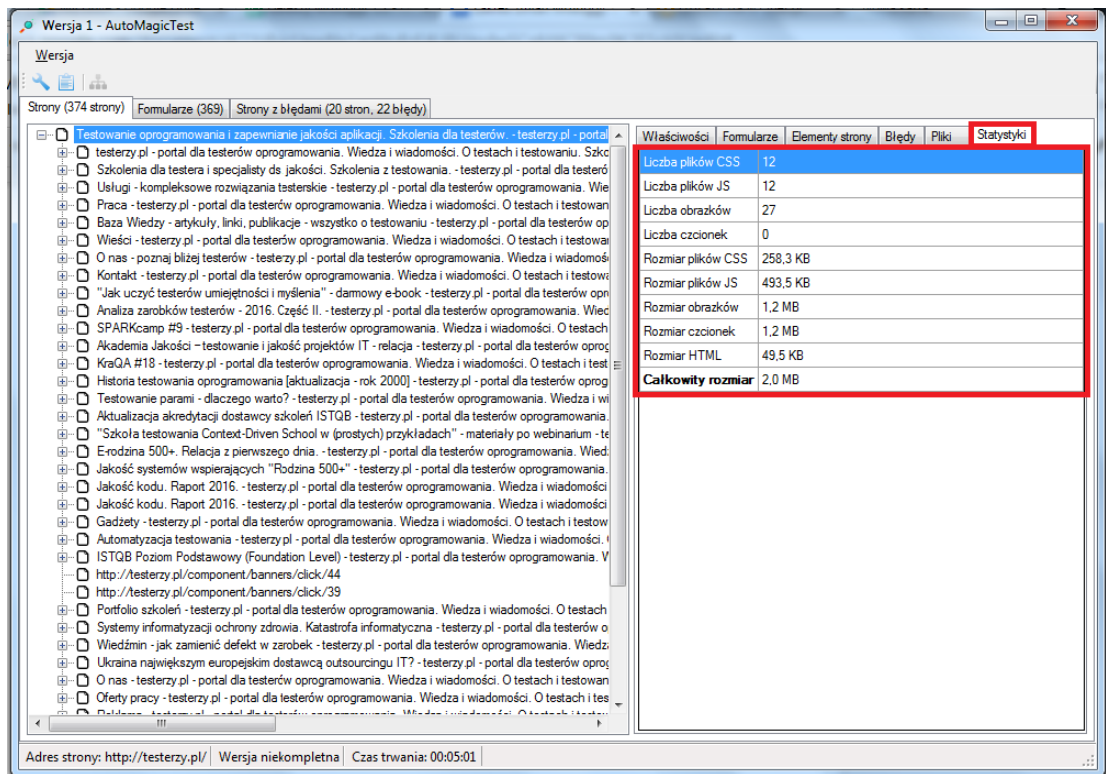 Wersja 1 - AutoMagicTest
Wersja
Strony (374 strony) Formularze (369) Strony z błędami (20 stron, 22 błędy)
Testowanie oprogramowania i zapewnianie jakości aplikacji. Szkolenia dla testerów. - testerzy.pl - portal
testerzy.pl - portal dla testerów oprogramowania. Wiedza i wiadomości. O testach i testowaniu. Szkc
Szkolenia dla testera i specjalisty ds jakości. Szkolenia z testowania. - testerzy.pl - portal dla testeró
Usługi - kompleksowe rozwiązania testerskie - testerzy.pl - portal dla testerów oprogramowania. Wie
Praca - testerzy.pl - portal dla testerów oprogramowania. Wiedza i wiadomości. O testach i testowan
Baza Wiedzy - artykuły, linki, publikacje - wszystko o testowaniu - testerzy.pl - portal dla testerów op
Wieści - testerzy.pl - portal dla testerów oprogramowania. Wiedza i wiadomości. O testach i testowa
O nas - poznaj bliżej testerów - testerzy.pl - portal dla testerów oprogramowania. Wiedza i wiadomoś
Kontakt - testerzy.pl - portal dla testerów oprogramowania. Wiedza i wiadomości. O testach i testowa
"Jak uczyć testerów umiejętności i myślenia" - darmowy e-book - testerzy.pl - portal dla testerów opr
Analiza zarobków testerów - 2016. Część II. - testerzy.pl - portal dla testerów oprogramowania. Wied
SPARKcamp #9 - testerzy.pl - portal dla testerów oprogramowania. Wiedza i wiadomości. O testach
Akademia Jakości – testowanie i jakość projektów IT - relacja - testerzy.pl - portal dla testerów oprog
KraQA #18 - testerzy.pl - portal dla testerów oprogramowania. Wiedza i wiadomości. O testach i test
Historia testowania oprogramowania [aktualizacja - rok 2000] - testerzy.pl - portal dla testerów oprog
Testowanie parami - dlaczego warto? - testerzy.pl - portal dla testerów oprogramowania. Wiedza i wi
Aktualizacja akredytacji dostawcy szkoleń ISTQB - testerzy.pl - portal dla testerów oprogramowania.
"Szkoła testowania Context-Driven School w (prostych) przykładach" - materiały po webinarium - te
E-rodzina 500+. Relacja z pierwszego dnia. - testerzy.pl - portal dla testerów oprogramowania. Wied
Jakość systemów wspierających "Rodzina 500+" - testerzy.pl - portal dla testerów oprogramowania.
Jakość kodu. Raport 2016. - testerzy.pl - portal dla testerów oprogramowania. Wiedza i wiadomości
Jakość kodu. Raport 2016. - testerzy.pl - portal dla testerów oprogramowania. Wiedza i wiadomości
Gadżety - testerzy.pl - portal dla testerów oprogramowania. Wiedza i wiadomości. O testach i testow
Automatyzacja testowania - testerzy.pl - portal dla testerów oprogramowania. Wiedza i wiadomości.
ISTQB Poziom Podstawowy (Foundation Level) - testerzy.pl - portal dla testerów oprogramowania. W
http://testerzy.pl/component/banners/click/44
http://testerzy.pl/component/banners/click/39
Portfolio szkoleń - testerzy.pl - portal dla testerów oprogramowania. Wiedza i wiadomości. O testach
Systemy informatyzacji ochrony zdrowia. Katastrofa informatyczna - testerzy.pl - portal dla testerów o
Wiedźmin - jak zamienić defekt w zarobek - testerzy.pl - portal dla testerów oprogramowania. Wiedz
Ukraina największym europejskim dostawcą outsourcingu IT? - testerzy.pl - portal dla testerów oprog
O nas - testerzy.pl - portal dla testerów oprogramowania. Wiedza i wiadomości. O testach i testowan
Oferty pracy - testerzy.pl - portal dla testerów oprogramowania. Wiedza i wiadomości. O testach i tes
Właściwości Formularze Elementy strony Błędy Pliki Statystyki
Liczba plików CSS 12
Liczba plików JS 12
Liczba obrazków 27
Liczba czcionek 0
Rozmiar plików CSS 258,3 KB
Rozmiar plików JS 493,5 KB
Rozmiar obrazków 1,2 MB
Rozmiar czcionek 1,2 MB
Rozmiar HTML 49,5 KB
Całkowity rozmiar 2,0 MB
Adres strony: http://testerzy.pl/ Wersja niekompletna Czas trwania: 00:05:01